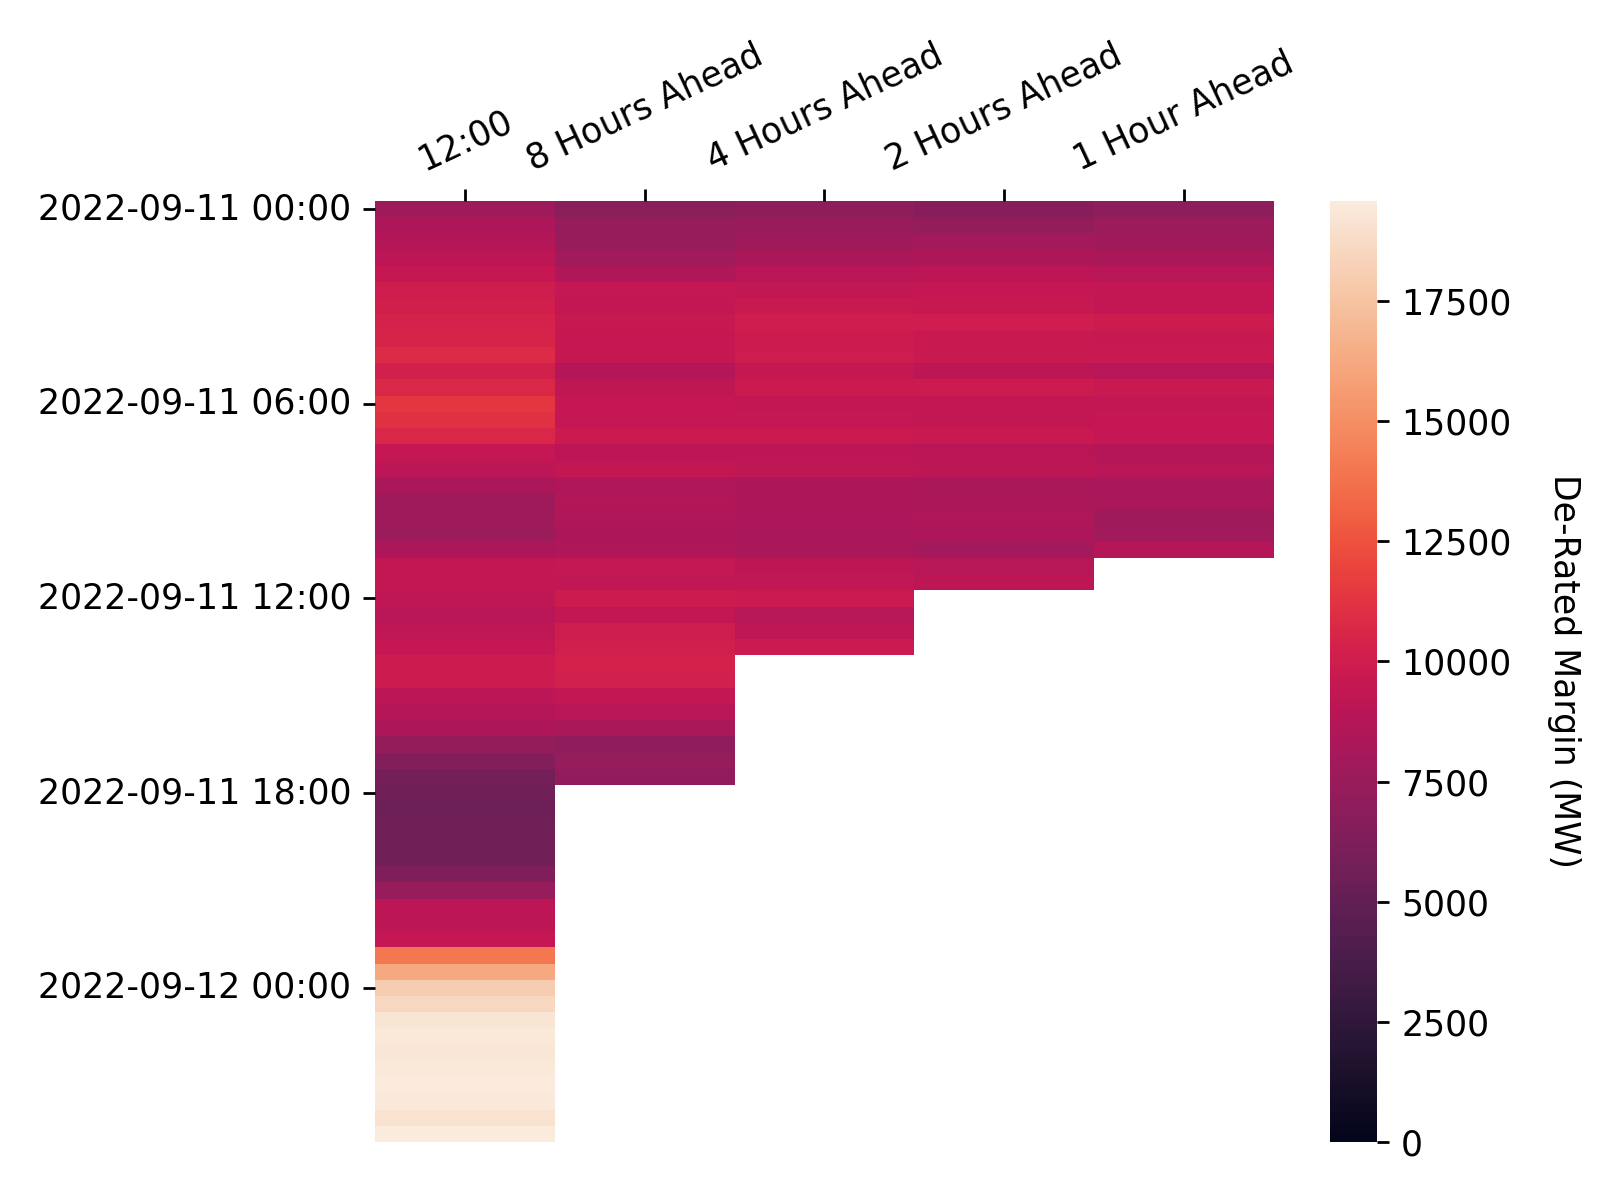 12:00
8 Hours Ahead
4 Hours Ahead
2 Hours Ahead
1 Hour Ahead
2022-09-11 00:00
2022-09-11 06:00
2022-09-11 12:00
2022-09-11 18:00
2022-09-12 00:00
17500
15000
12500
10000
7500
5000
2500
0
De-Rated Margin (MW)